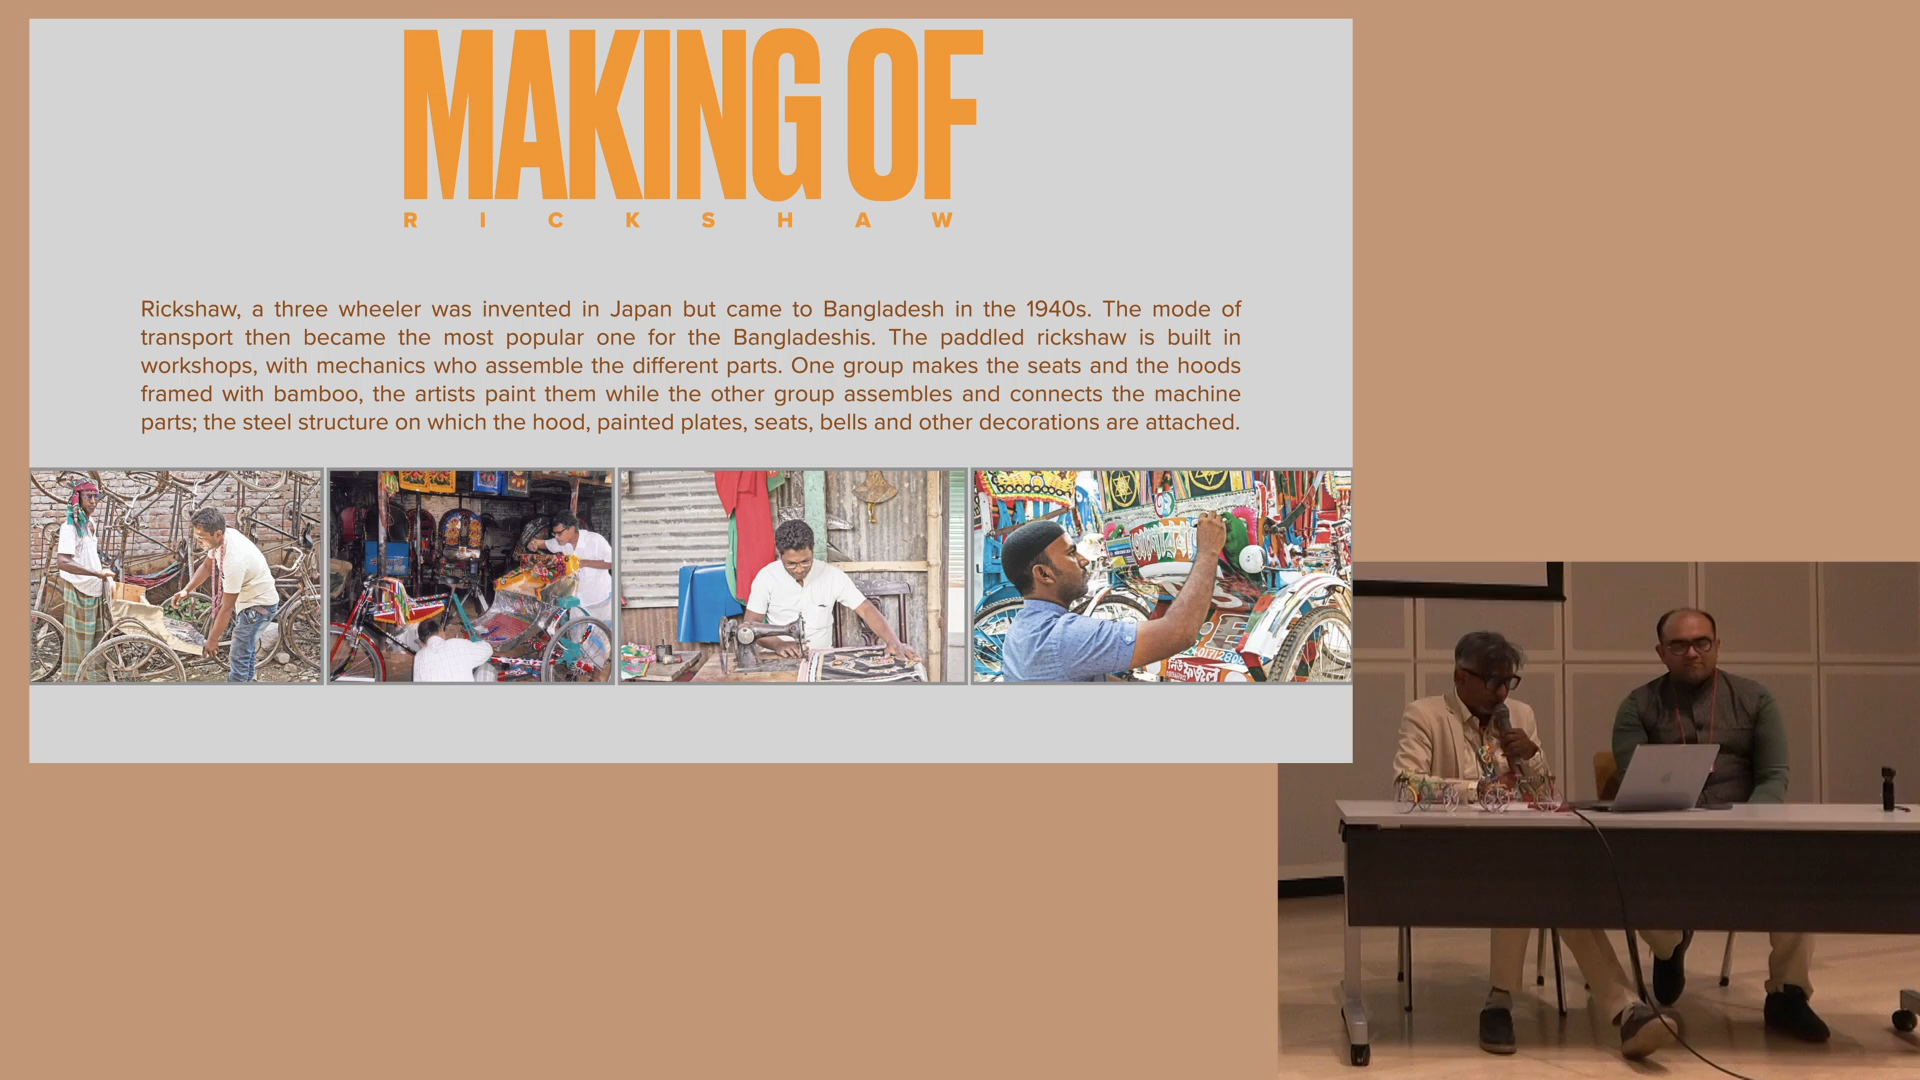 MAKING OF
RICKSHAW
Rickshaw, a three wheeler was invented in Japan but came to Bangladesh in the 1940s. The mode of
transport then became the most popular one for the Bangladeshis. The paddled rickshaw is built in
workshops, with mechanics who assemble the different parts. One group makes the seats and the hoods
framed with bamboo, the artists paint them while the other group assembles and connects the machine
parts; the steel structure on which the hood, painted plates, seats, bells and other decorations are attached.